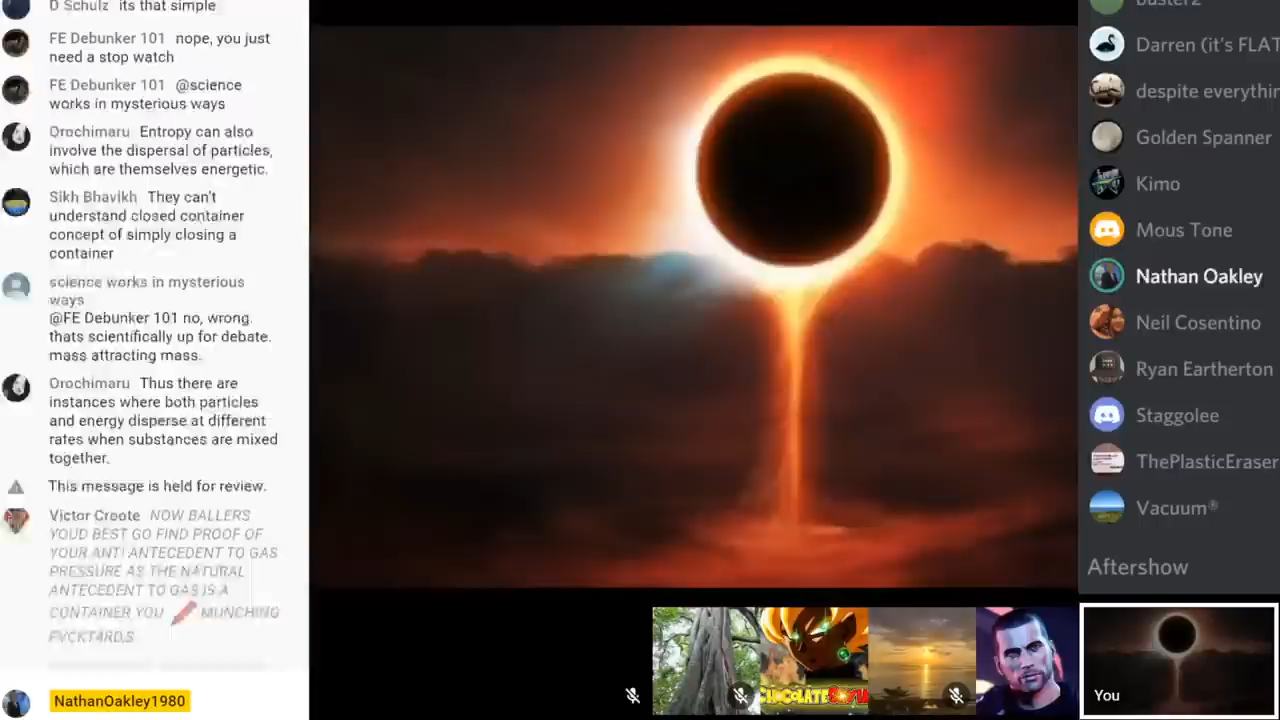 D Schulz its that simple
FE Debunker 101 nope, you just
need a stop watch
FE Debunker 101 @science
works in mysterious ways
Orochimaru Entropy can also
involve the dispersal of particles,
which are themselves energetic.
Sikh Bhavikh They can't
understand closed container
concept of simply closing a
container
science works in mysterious
ways
@FE Debunker 101 no, wrong.
thats scientifically up for debate.
mass attracting mass.
Orochimaru Thus there are
instances where both particles
and energy disperse at different
rates when substances are mixed
together.
This message is held for review.
Victor Croote NOW BALLERS
YOUD BEST GO FIND PROOF OF
YOUR ANTI ANTECEDENT TO GAS
PRESSURE AS THE NATURAL
ANTECEDENT TO GAS IS A
CONTAINER YOU MUNCHING
FVCKT4RD.S
NathanOakley1980
CHOCOLATE
You
buster2
Darren (it's FLAT
despite everythin
Golden Spanner
Kimo
Mous Tone
Nathan Oakley
Neil Cosentino
Ryan Eartherton
Staggolee
ThePlasticEraser
Vacuum®
Aftershow